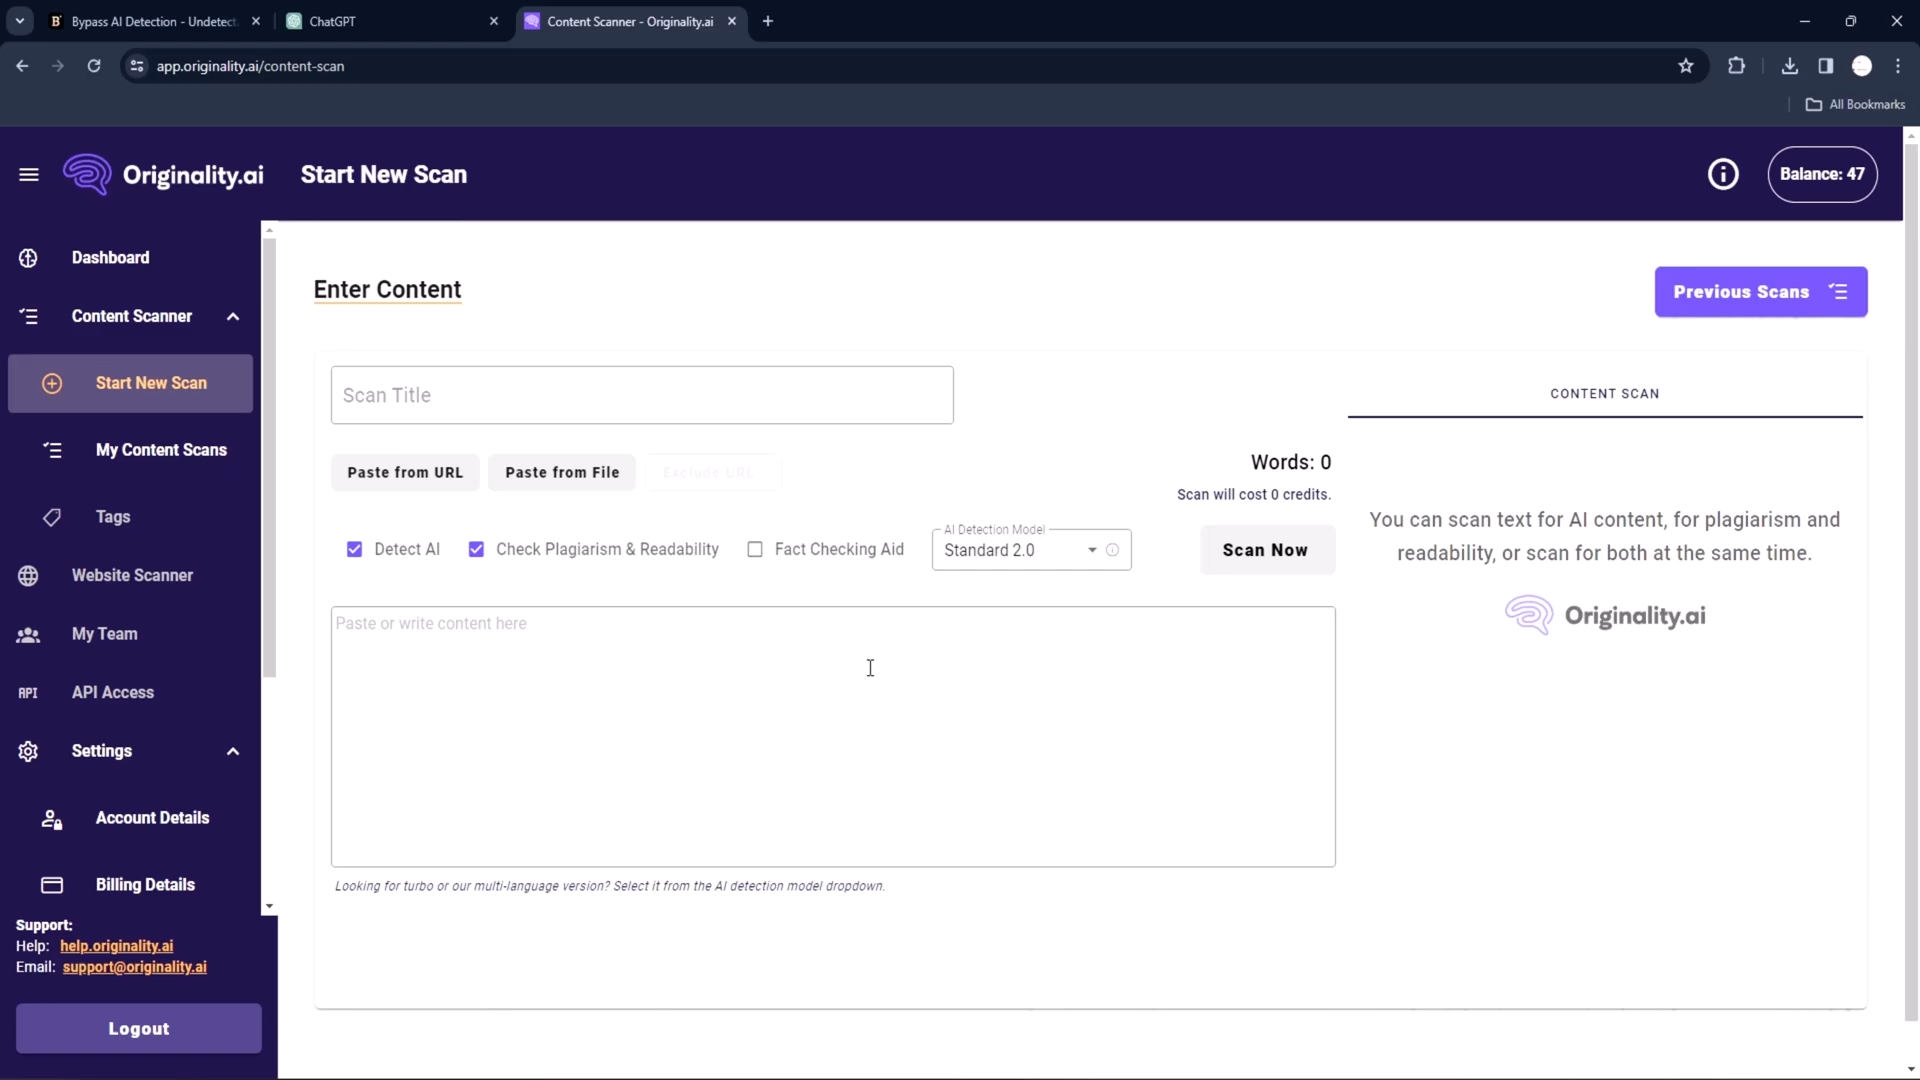 Bypass AI Detection - Undetect
ChatGPT
Content Scanner - Originality.ai
app.originality.ai/content-scan
All Bookmarks
Originality.ai
Start New Scan
Balance: 47
Dashboard
Content Scanner
Start New Scan
My Content Scans
Tags
Website Scanner
My Team
API
API Access
Settings
Account Details
Billing Details
Support:
Help: help.originality.ai
Email: support@originality.ai
Logout
Enter Content
Previous Scans
Scan Title
CONTENT SCAN
Paste from URL
Paste from File
Exclude URL
Words: 0
Scan will cost 0 credits.
Detect AI
Check Plagiarism & Readability
Fact Checking Aid
AI Detection Model
Standard 2.0
Scan Now
You can scan text for AI content, for plagiarism and
readability, or scan for both at the same time.
Originality.ai
Paste or write content here
Looking for turbo or our multi-language version? Select it from the AI detection model dropdown.